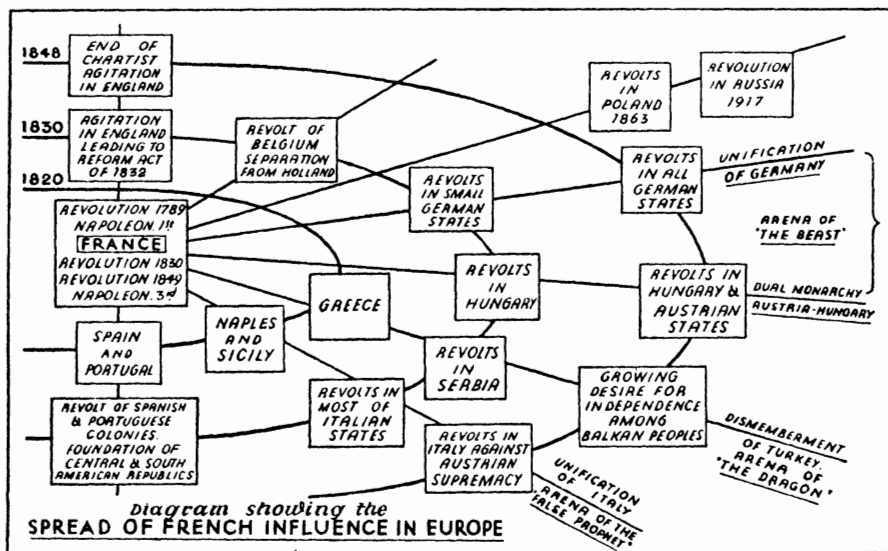 1848
END OF
CHARTIST
AGITATION
IN ENGLAND
1830
AGITATION
IN ENGLAND
LEADING TO
REFORM ACT
OF 1832
REVOLT OF
BELGIUM
SEPARATION
FROM HOLLAND
REVOLTS
IN
POLAND
1863
REVOLUTION
IN RUSSIA
1917
1820
REVOLUTION 1789
NAPOLEON. 1st
FRANCE
REVOLUTION 1830
REVOLUTION 1849
NAPOLEON. 3rd
REVOLTS
IN SMALL
GERMAN
STATES
REVOLTS
IN ALL
GERMAN
STATES
UNIFICATION
OF GERMANY
ARENA OF
"THE BEAST"
GREECE
REVOLTS
IN
HUNGARY
REVOLTS IN
HUNGARY &
AUSTRIAN
STATES
DUAL MONARCHY
AUSTRIA-HUNGARY
SPAIN
AND
PORTUGAL
NAPLES
AND
SICILY
REVOLTS
IN
SERBIA
REVOLT OF SPANISH
& PORTUGUESE
COLONIES.
FOUNDATION OF
CENTRAL & SOUTH
AMERICAN REPUBLICS
REVOLTS IN
MOST OF
ITALIAN
STATES
GROWING
DESIRE FOR
INDEPENDENCE
AMONG
BALKAN PEOPLES
REVOLTS IN
ITALY AGAINST
AUSTRIAN
SUPREMACY
DISMEMBERMENT
OF TURKEY.
ARENA OF
"THE DRAGON"
UNIFICATION
OF ITALY
"ARENA OF THE
FALSE PROPHET"
Diagram showing the
SPREAD OF FRENCH INFLUENCE IN EUROPE